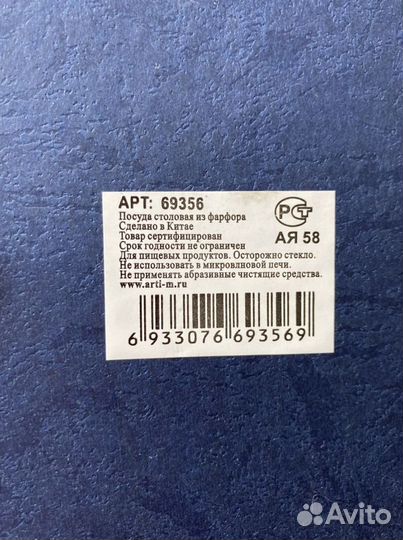 АРТ: 69356
Посуда столовая из фарфора
Сделано в Китае
Товар сертифицирован
Срок годности не ограничен
РСТ
АЯ 58
Для пищевых продуктов. Осторожно стекло.
Не использовать в микровлновой печи.
Не применять абразивные чистящие средства.
www.arti-m.ru
6 933076 693569
Avito